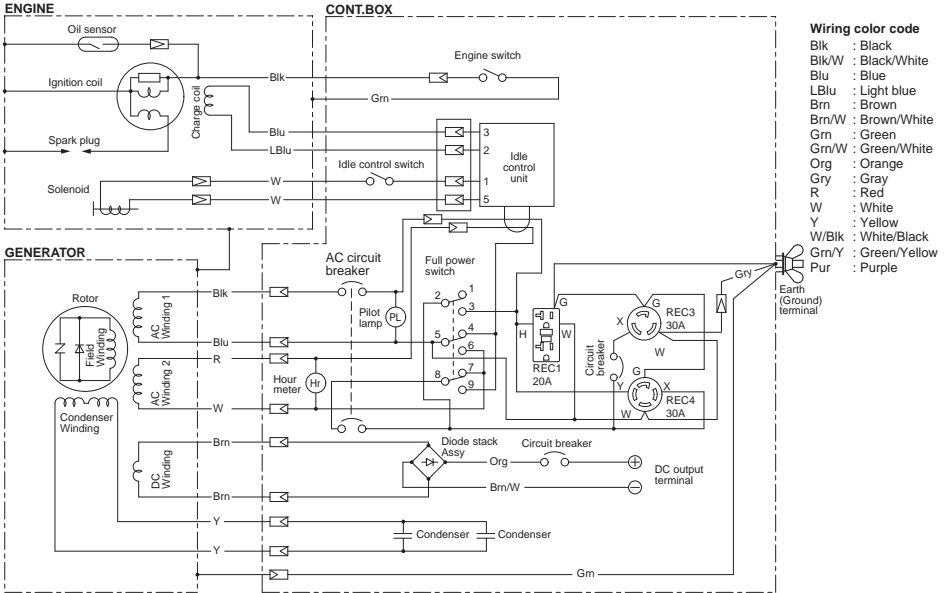 ENGINE
CONT.BOX
Oil sensor
Engine switch
Ignition coil
Charge coil
Blk
Grn
Blu
3
LBlu
2
Spark plug
Idle control switch
Idle control unit
W
1
Solenoid
W
5
GENERATOR
AC circuit breaker
Full power switch
Gry
Earth (Ground) terminal
Rotor
Field Winding
AC Winding 1
Blk
Pilot lamp
PL
2
1
3
G
G
X
REC3
30A
H
W
Blu
5
4
6
W
REC1
20A
Circuit breaker
AC Winding 2
R
Hour meter
Hr
8
7
9
G
Y
X
REC4
30A
W
W
Condenser Winding
DC Winding
Brn
Diode stack Assy
Circuit breaker
Org
DC output terminal
Brn/W
Brn
Y
Condenser
Condenser
Y
Grn
Wiring color code
Blk : Black
Blk/W : Black/White
Blu : Blue
LBlu : Light blue
Brn : Brown
Brn/W : Brown/White
Grn : Green
Grn/W : Green/White
Org : Orange
Gry : Gray
R : Red
W : White
Y : Yellow
W/Blk : White/Black
Grn/Y : Green/Yellow
Pur : Purple